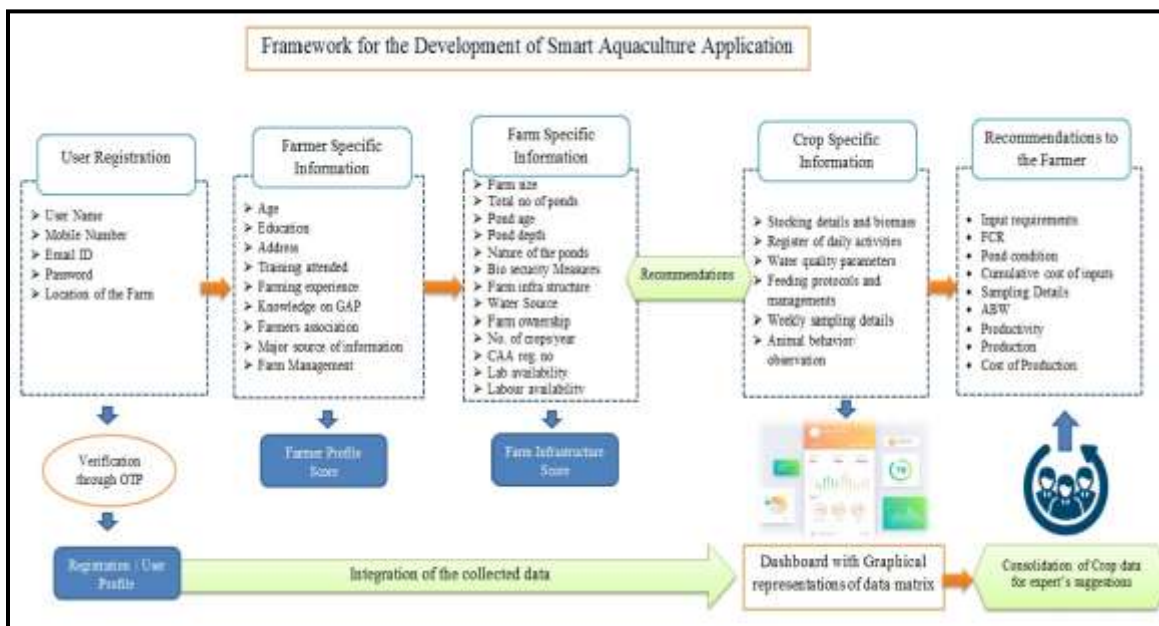 Framework for the Development of Smart Aquaculture Application
User Registration
➤ User Name
➤ Mobile Number
➤ Email ID
➤ Password
➤ Location of the Farm
Verification
through OTP
Registration / User
Profile
Farmer Specific
Information
➤ Age
➤ Education
➤ Address
➤ Training attended
➤ Farming experience
➤ Knowledge on GAP
➤ Farmers association
➤ Major source of information
➤ Farm Management
Farmer Profile
Score
Farm Specific
Information
➤ Farm size
➤ Total no of ponds
➤ Pond age
➤ Pond depth
➤ Nature of the ponds
➤ Bio security Measures
➤ Farm infra structure
➤ Water Source
➤ Farm ownership
➤ No. of crops/year
➤ CAA reg. no
➤ Lab availability
➤ Labour availability
Farm Infrastructure
Score
Recommendations
Crop Specific
Information
➤ Stocking details and biomass
➤ Register of daily activities
➤ Water quality parameters
➤ Feeding protocols and
managements
➤ Weekly sampling details
➤ Animal behavior/
observation
Recommendations to
the Farmer
• Input requirements
• FCR
• Pond condition
• Cumulative cost of inputs
• Sampling Details
• ABW
• Productivity
• Production
• Cost of Production
Integration of the collected data
Dashboard with Graphical
representations of data matrix
Consolidation of Crop data
for expert's suggestions